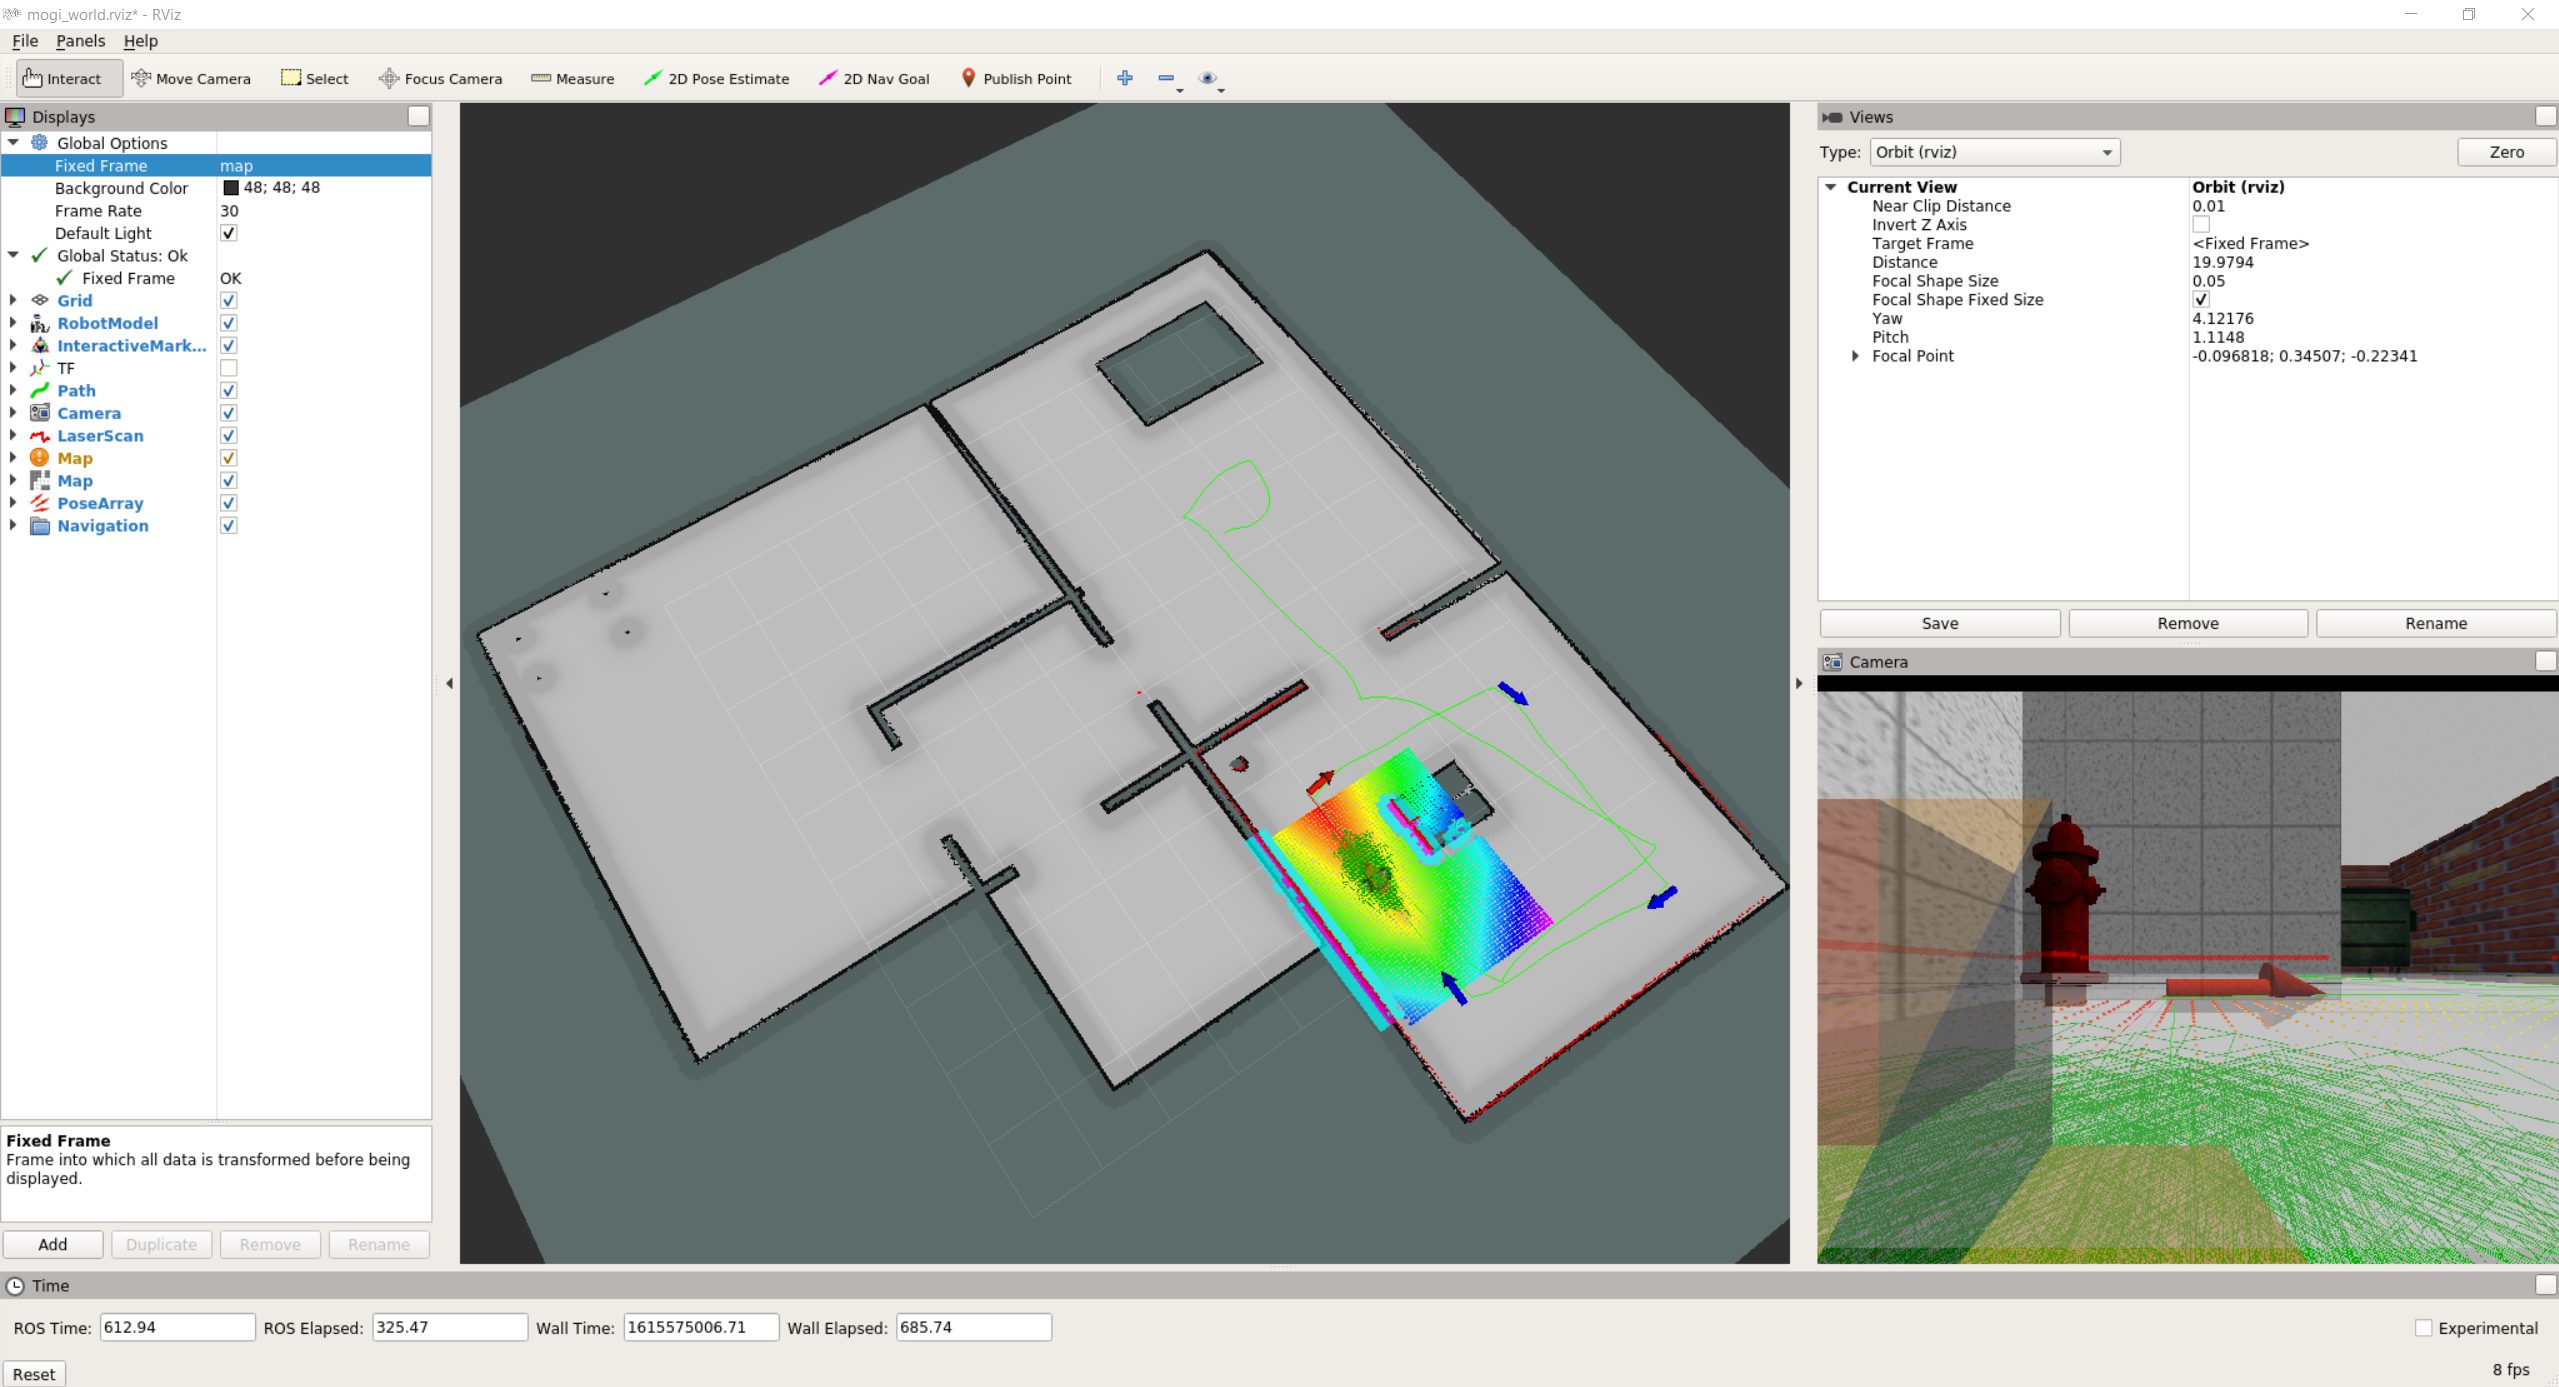 mogi_world.rviz* - RViz
File Panels Help
Interact Move Camera Select Focus Camera Measure 2D Pose Estimate 2D Nav Goal Publish Point
Displays
Global Options
Fixed Frame map
Background Color 48; 48; 48
Frame Rate 30
Default Light
Global Status: Ok
Fixed Frame OK
Grid
RobotModel
InteractiveMark...
TF
Path
Camera
LaserScan
Map
Map
PoseArray
Navigation
Fixed Frame
Frame into which all data is transformed before being
displayed.
Add Duplicate Remove Rename
Views
Type: Orbit (rviz) Zero
Current View Orbit (rviz)
Near Clip Distance 0.01
Invert Z Axis
Target Frame <Fixed Frame>
Distance 19.9794
Focal Shape Size 0.05
Focal Shape Fixed Size
Yaw 4.12176
Pitch 1.1148
Focal Point -0.096818; 0.34507; -0.22341
Save Remove Rename
Camera
Time
ROS Time: 612.94 ROS Elapsed: 325.47 Wall Time: 1615575006.71 Wall Elapsed: 685.74 Experimental
Reset 8 fps